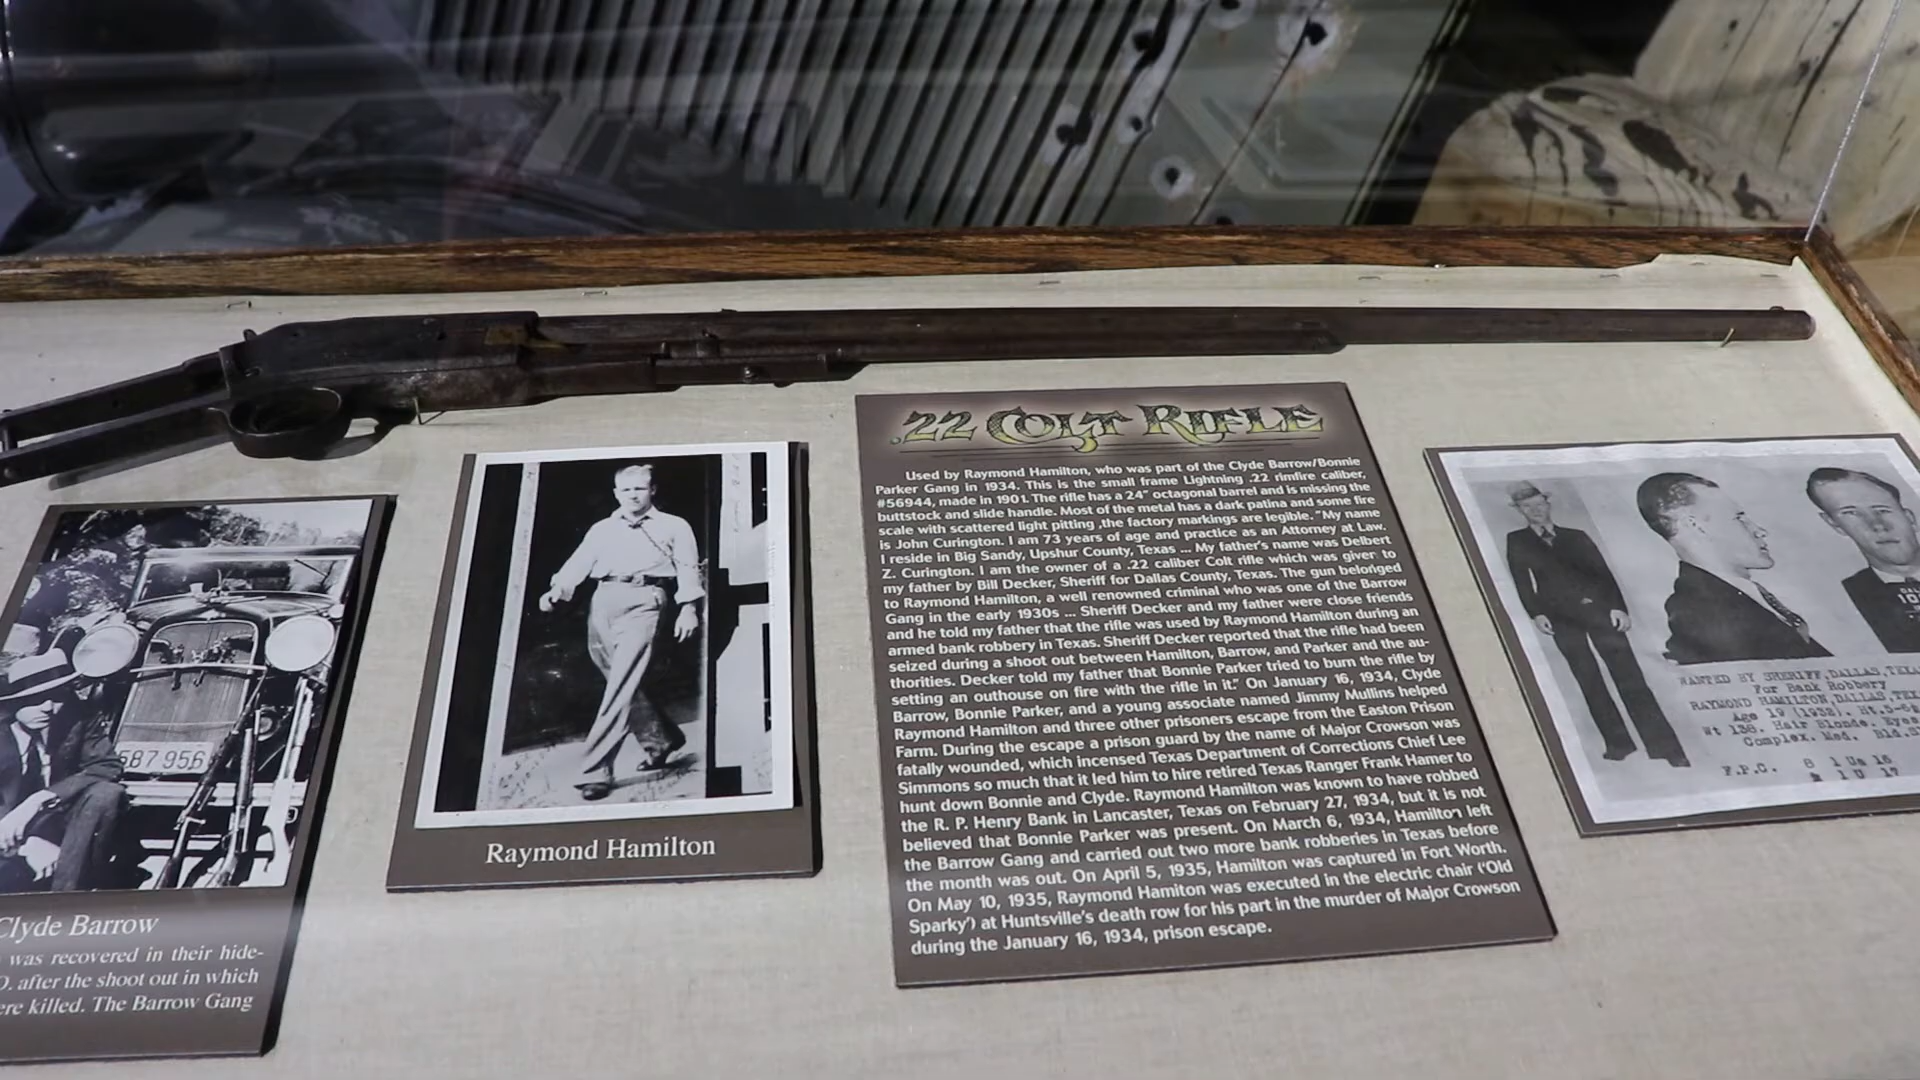 .22 COLT RIFLE
Used by Raymond Hamilton, who was part of the Clyde Barrow/Bonnie
Parker Gang in 1934. This is the small frame Lightning .22 rimfire caliber,
#56944, made in 1901. The rifle has a 24" octagonal barrel and is missing the
buttstock and slide handle. Most of the metal has a dark patina and some fire
scale with scattered light pitting ,the factory markings are legible. "My name
is John Curington. I am 73 years of age and practice as an Attorney at Law.
I reside in Big Sandy, Upshur County, Texas ... My father's name was Delbert
Z. Curington. I am the owner of a .22 caliber Colt rifle which was given to
my father by Bill Decker, Sheriff for Dallas County, Texas. The gun belonged
to Raymond Hamilton, a well renowned criminal who was one of the Barrow
Gang in the early 1930s ... Sheriff Decker and my father were close friends
and he told my father that the rifle was used by Raymond Hamilton during an
armed bank robbery in Texas. Sheriff Decker reported that the rifle had been
seized during a shoot out between Hamilton, Barrow, and Parker and the au-
thorities. Decker told my father that Bonnie Parker tried to burn the rifle by
setting an outhouse on fire with the rifle in it." On January 16, 1934, Clyde
Barrow, Bonnie Parker, and a young associate named Jimmy Mullins helped
Raymond Hamilton and three other prisoners escape from the Easton Prison
Farm. During the escape a prison guard by the name of Major Crowson was
fatally wounded, which incensed Texas Department of Corrections Chief Lee
Simmons so much that it led him to hire retired Texas Ranger Frank Hamer to
hunt down Bonnie and Clyde. Raymond Hamilton was known to have robbed
the R. P. Henry Bank in Lancaster, Texas on February 27, 1934, but it is not
believed that Bonnie Parker was present. On March 6, 1934, Hamilton left
the Barrow Gang and carried out two more bank robberies in Texas before
the month was out. On April 5, 1935, Hamilton was captured in Fort Worth.
On May 10, 1935, Raymond Hamiton was executed in the electric chair ('Old
Sparky') at Huntsville's death row for his part in the murder of Major Crowson
during the January 16, 1934, prison escape.
Raymond Hamilton
587·956
Clyde Barrow
was recovered in their hide-
O. after the shoot out in which
ere killed. The Barrow Gang
WANTED BY SHERIFF, DALLAS, TEXA
For Bank Robbery
RAYMOND HAMILTON, DALLAS, TEX
Age 19 (1932). Ht. 5-6
Wt 138. Hair Blonde. Eyes
Complex. Med. Bld.
F.P.C. 8 1 Ua 16
1 U 17